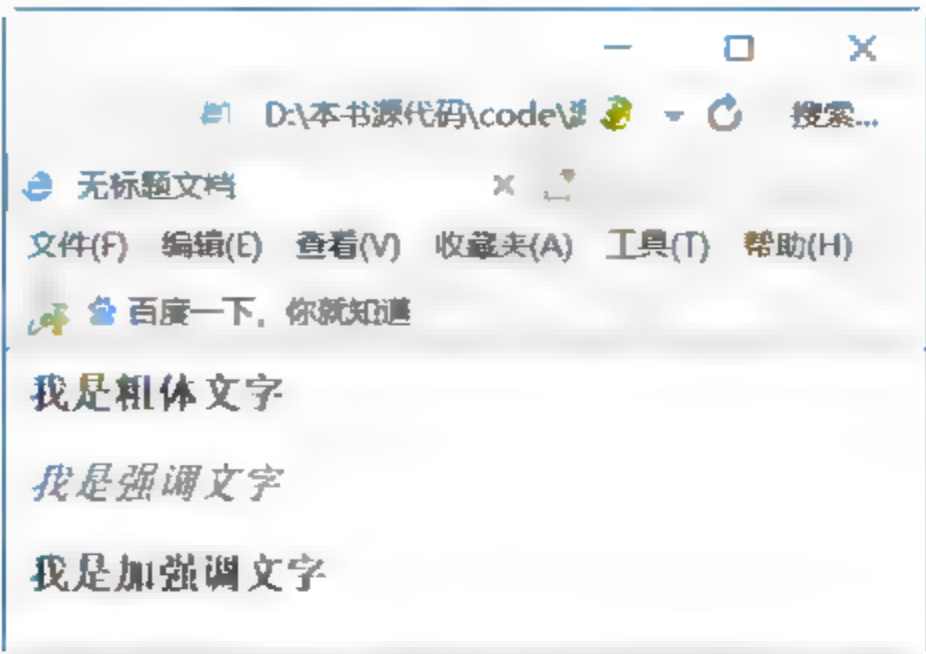 D:\本书源代码\code\ 搜索...
无标题文档
文件(F) 编辑(E) 查看(V) 收藏夹(A) 工具(T) 帮助(H)
百度一下，你就知道
我是粗体文字
我是强调文字
我是加强调文字